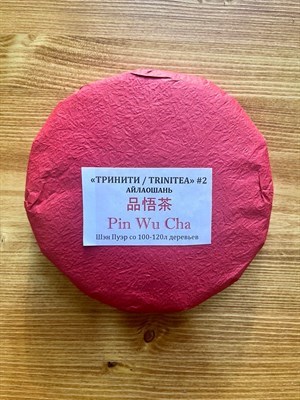 «ТРИНИТИ / TRINITEA» #2
АЙЛАОШАНЬ
品悟茶
Pin Wu Cha
Шэн Пуэр со 100-120л деревьев